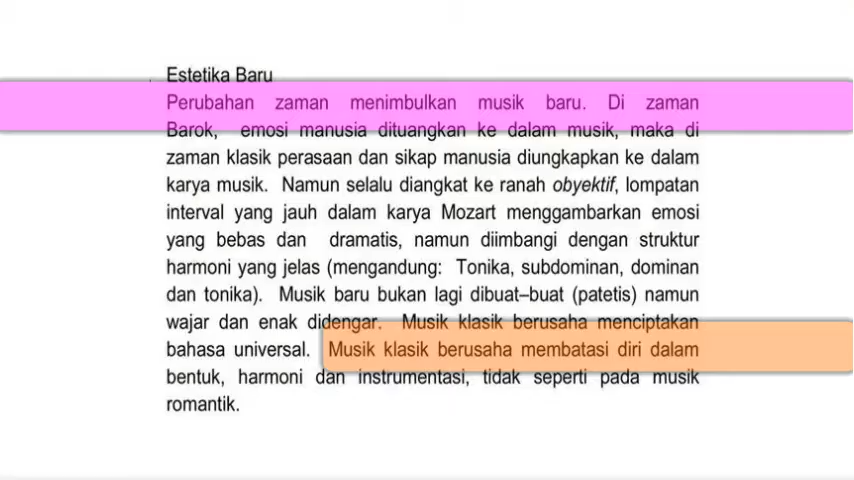 Estetika Baru
Perubahan zaman menimbulkan musik baru. Di zaman
Barok, emosi manusia dituangkan ke dalam musik, maka di
zaman klasik perasaan dan sikap manusia diungkapkan ke dalam
karya musik. Namun selalu diangkat ke ranah obyektif, lompatan
interval yang jauh dalam karya Mozart menggambarkan emosi
yang bebas dan dramatis, namun diimbangi dengan struktur
harmoni yang jelas (mengandung: Tonika, subdominan, dominan
dan tonika). Musik baru bukan lagi dibuat–buat (patetis) namun
wajar dan enak didengar. Musik klasik berusaha menciptakan
bahasa universal. Musik klasik berusaha membatasi diri dalam
bentuk, harmoni dan instrumentasi, tidak seperti pada musik
romantik.